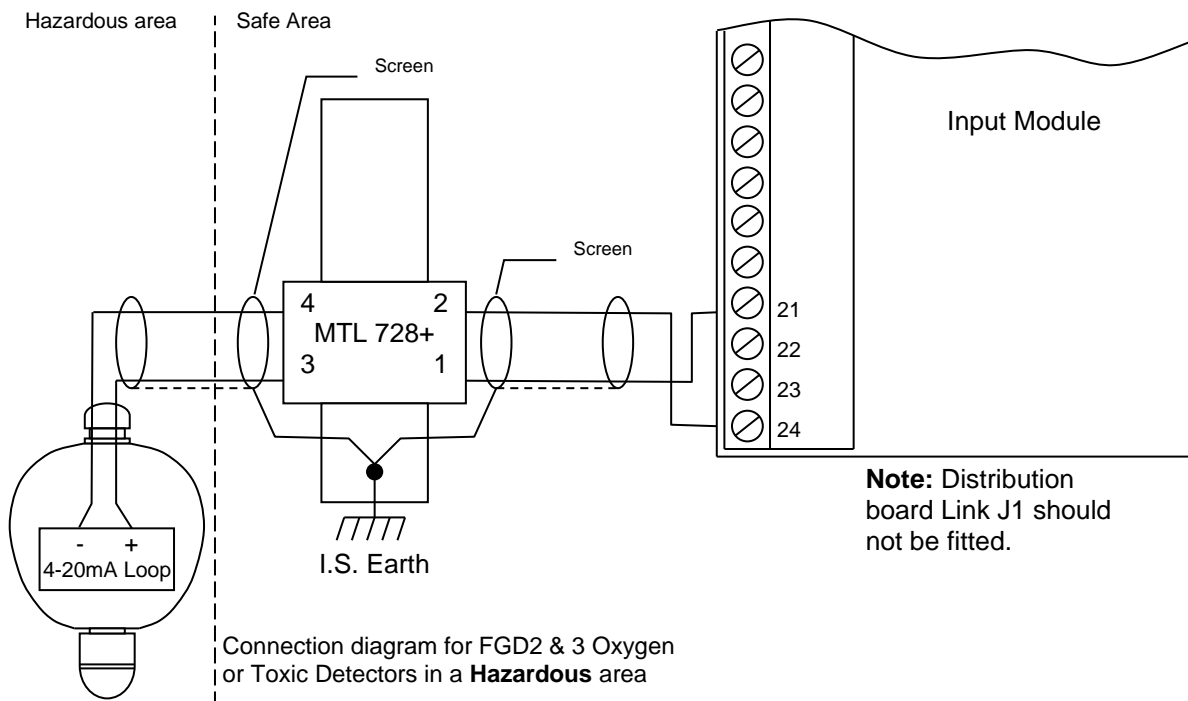 Hazardous area
Safe Area
Screen
Input Module
Screen
4
2
MTL 728+
3
1
21
22
23
24
- +
4-20mA Loop
I.S. Earth
Note: Distribution
board Link J1 should
not be fitted.
Connection diagram for FGD2 & 3 Oxygen
or Toxic Detectors in a Hazardous area